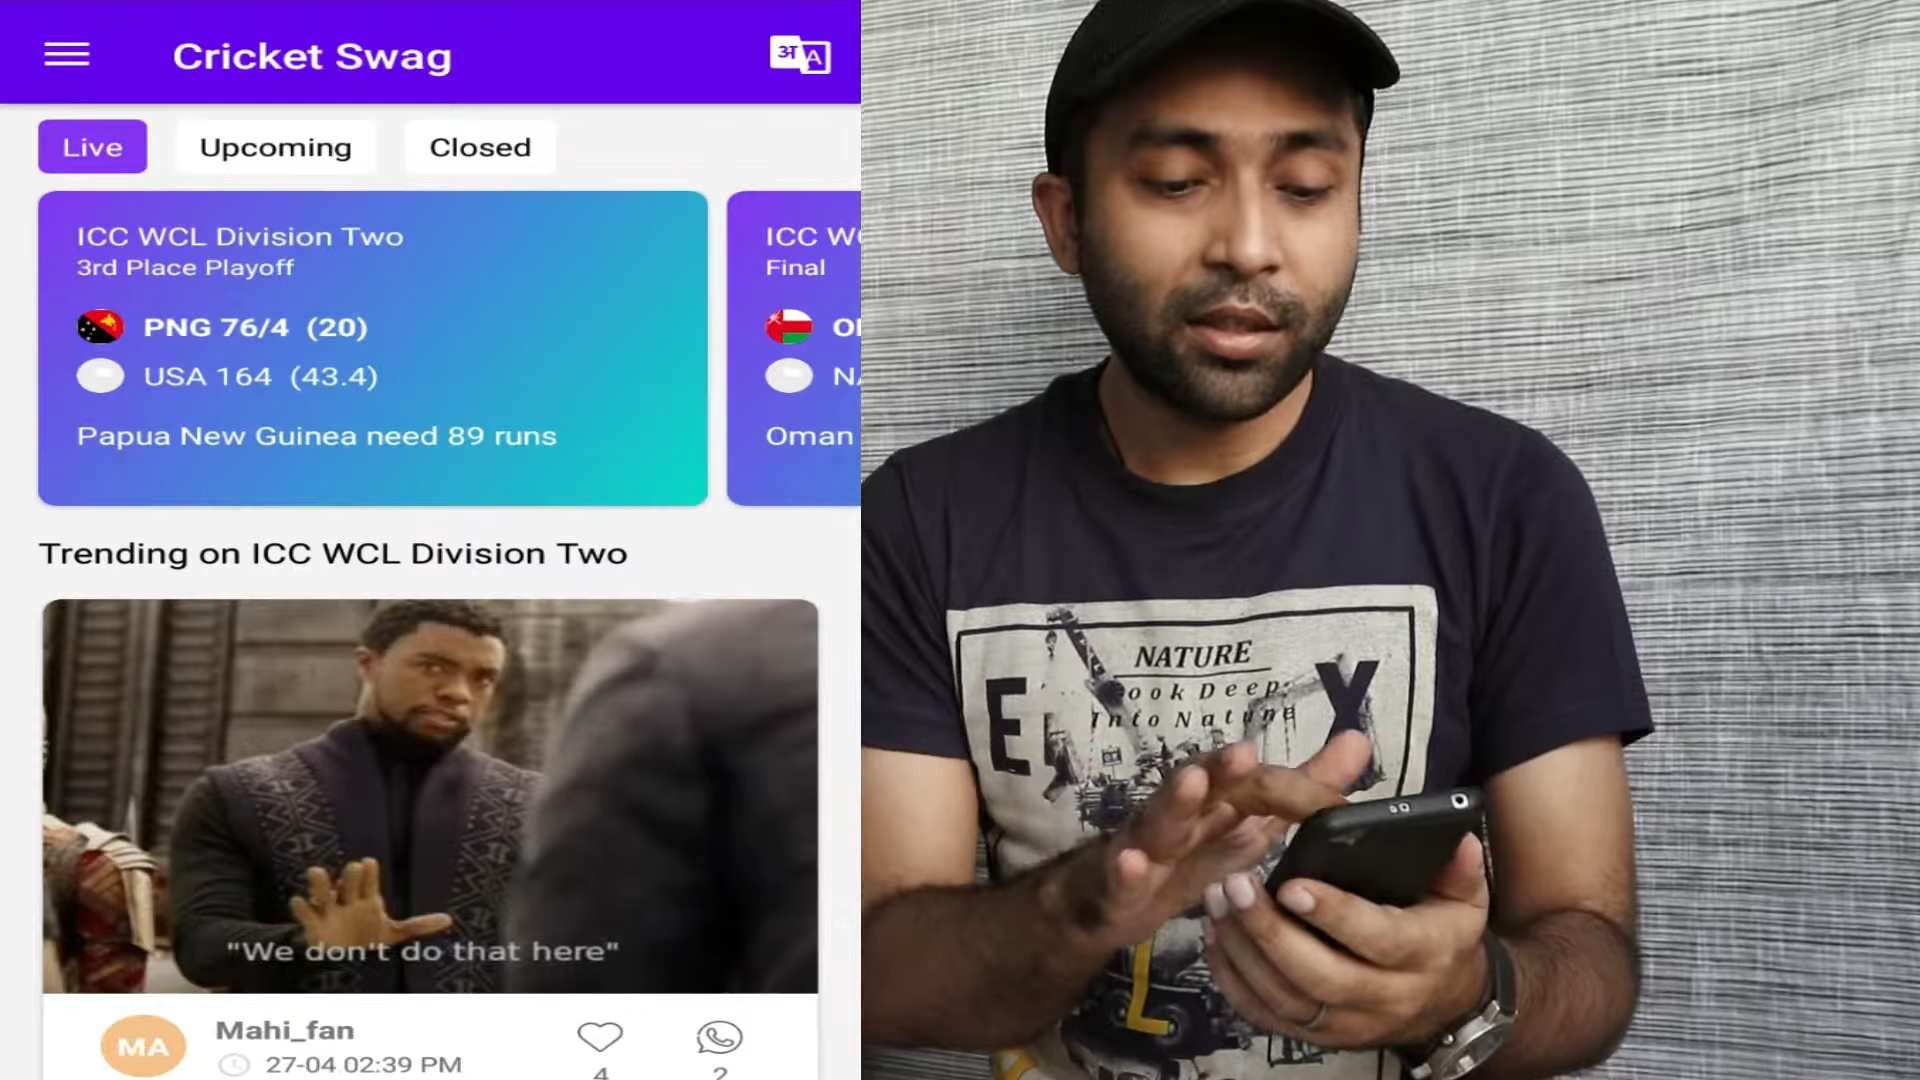 Cricket Swag
अ A
Live Upcoming Closed
ICC WCL Division Two
3rd Place Playoff
PNG 76/4 (20)
USA 164 (43.4)
Papua New Guinea need 89 runs
ICC
Final
Oman
Trending on ICC WCL Division Two
"We don't do that here"
MA
Mahi_fan
27-04 02:39 PM
4
2
NATURE
Deep
Into Nature
E X
L